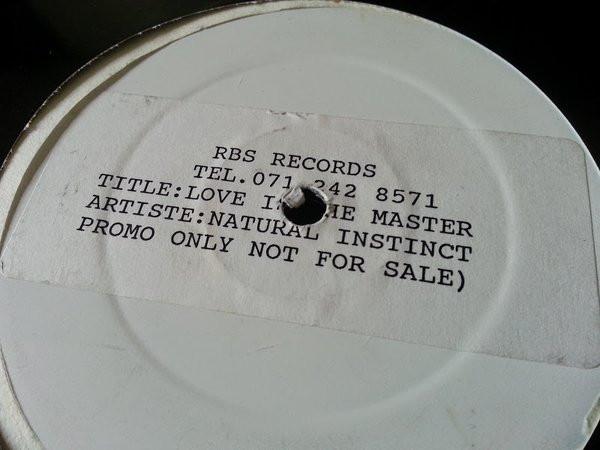 RBS RECORDS
TEL.071 242 8571
TITLE:LOVE I HE MASTER
ARTISTE:NATURAL INSTINCT
PROMO ONLY NOT FOR SALE)